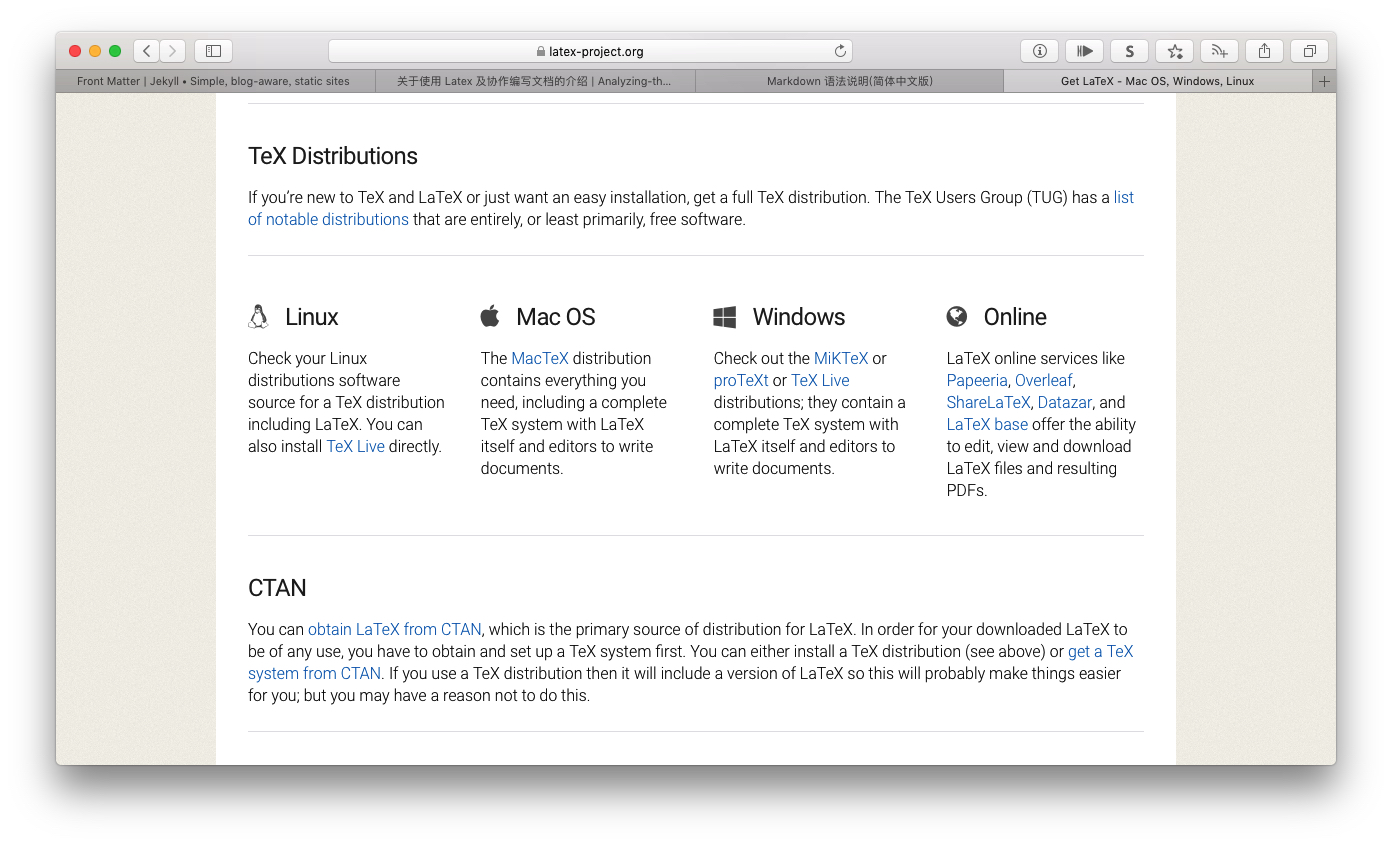 latex-project.org
S
Front Matter | Jekyll • Simple, blog-aware, static sites
关于使用 Latex 及协作编写文档的介绍 | Analyzing-th...
Markdown 语法说明(简体中文版)
Get LaTeX - Mac OS, Windows, Linux
TeX Distributions
If you’re new to TeX and LaTeX or just want an easy installation, get a full TeX distribution. The TeX Users Group (TUG) has a list
of notable distributions that are entirely, or least primarily, free software.
Linux
Check your Linux
distributions software
source for a TeX distribution
including LaTeX. You can
also install TeX Live directly.
Mac OS
The MacTeX distribution
contains everything you
need, including a complete
TeX system with LaTeX
itself and editors to write
documents.
Windows
Check out the MiKTeX or
proTeXt or TeX Live
distributions; they contain a
complete TeX system with
LaTeX itself and editors to
write documents.
Online
LaTeX online services like
Papeeria, Overleaf,
ShareLaTeX, Datazar, and
LaTeX base offer the ability
to edit, view and download
LaTeX files and resulting
PDFs.
CTAN
You can obtain LaTeX from CTAN, which is the primary source of distribution for LaTeX. In order for your downloaded LaTeX to
be of any use, you have to obtain and set up a TeX system first. You can either install a TeX distribution (see above) or get a TeX
system from CTAN. If you use a TeX distribution then it will include a version of LaTeX so this will probably make things easier
for you; but you may have a reason not to do this.